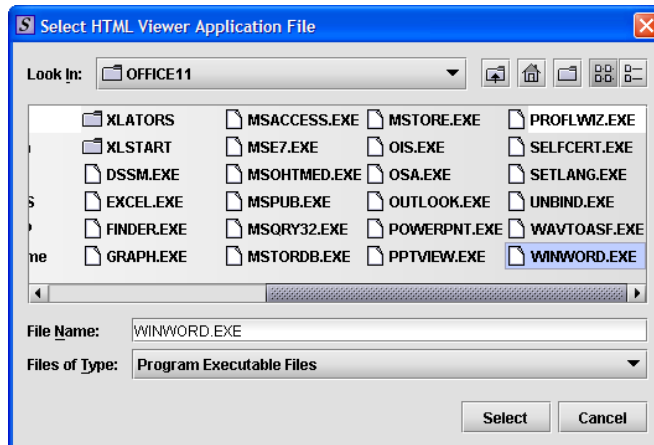 S Select HTML Viewer Application File
Look In: OFFICE11
XLATORS MSACCESS.EXE MSTORE.EXE PROFLWIZ.EXE
XLSTART MSE7.EXE OIS.EXE SELFCERT.EXE
DSSM.EXE MSOHTMED.EXE OSA.EXE SETLANG.EXE
S EXCEL.EXE MSPUB.EXE OUTLOOK.EXE UNBIND.EXE
FINDER.EXE MSQRY32.EXE POWERPNT.EXE WAVTOASF.EXE
me GRAPH.EXE MSTORDB.EXE PPTVIEW.EXE WINWORD.EXE
File Name: WINWORD.EXE
Files of Type: Program Executable Files
Select Cancel